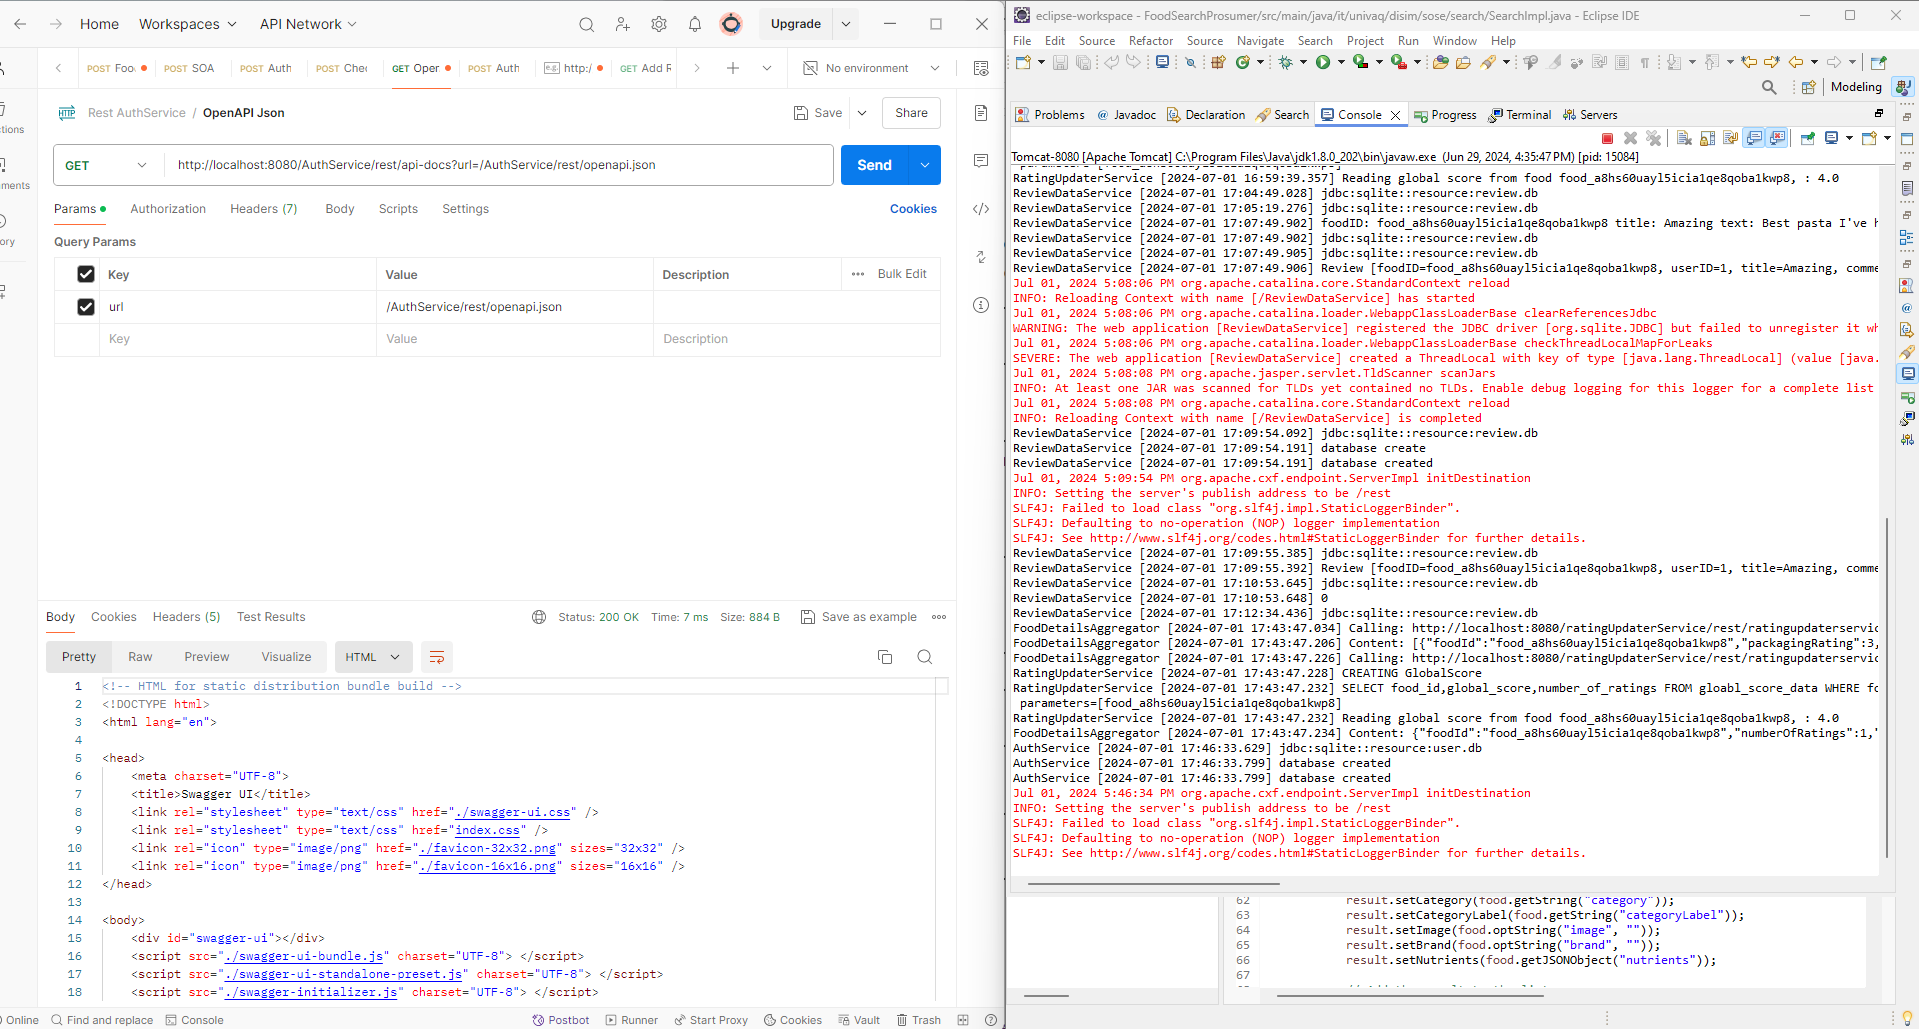 Home Workspaces API Network Upgrade
POST Foo POST SOA POST Auth POST Che GET Oper POST Auth http:/ GET Add R No environment
Rest AuthService / OpenAPI Json Save Share
GET http://localhost:8080/AuthService/rest/api-docs?url=/AuthService/rest/openapi.json Send
Params Authorization Headers (7) Body Scripts Settings Cookies
Query Params
Key Value Description Bulk Edit
url /AuthService/rest/openapi.json
Key Value Description
ctions
ments
ory
Body Cookies Headers (5) Test Results Status: 200 OK Time: 7 ms Size: 884 B Save as example
Pretty Raw Preview Visualize HTML
1 <!-- HTML for static distribution bundle build -->
2 <!DOCTYPE html>
3 <html lang="en">
4
5 <head>
6 <meta charset="UTF-8">
7 <title>Swagger UI</title>
8 <link rel="stylesheet" type="text/css" href="./swagger-ui.css" />
9 <link rel="stylesheet" type="text/css" href="index.css" />
10 <link rel="icon" type="image/png" href="./favicon-32x32.png" sizes="32x32" />
11 <link rel="icon" type="image/png" href="./favicon-16x16.png" sizes="16x16" />
12 </head>
13
14 <body>
15 <div id="swagger-ui"></div>
16 <script src="./swagger-ui-bundle.js" charset="UTF-8"> </script>
17 <script src="./swagger-ui-standalone-preset.js" charset="UTF-8"> </script>
18 <script src="./swagger-initializer.js" charset="UTF-8"> </script>
Online Find and replace Console Postbot Runner Start Proxy Cookies Vault Trash
eclipse-workspace - FoodSearchProsumer/src/main/java/it/univaq/disim/sose/search/SearchImpl.java - Eclipse IDE
File Edit Source Refactor Source Navigate Search Project Run Window Help
Modeling
Problems Javadoc Declaration Search Console Progress Terminal Servers
Tomcat-8080 [Apache Tomcat] C:\Program Files\Java\jdk1.8.0_202\bin\javaw.exe (Jun 29, 2024, 4:35:47 PM) [pid: 15084]
RatingUpdaterService [2024-07-01 16:59:39.357] Reading global score from food food_a8hs60uayl5icia1qe8qoba1kwp8, : 4.0
ReviewDataService [2024-07-01 17:04:49.028] jdbc:sqlite::resource:review.db
ReviewDataService [2024-07-01 17:05:19.276] jdbc:sqlite::resource:review.db
ReviewDataService [2024-07-01 17:07:49.902] foodID: food_a8hs60uayl5icia1qe8qoba1kwp8 title: Amazing text: Best pasta I've h
ReviewDataService [2024-07-01 17:07:49.902] jdbc:sqlite::resource:review.db
ReviewDataService [2024-07-01 17:07:49.905] jdbc:sqlite::resource:review.db
ReviewDataService [2024-07-01 17:07:49.906] Review [foodID=food_a8hs60uayl5icia1qe8qoba1kwp8, userID=1, title=Amazing, comme
Jul 01, 2024 5:08:06 PM org.apache.catalina.core.StandardContext reload
INFO: Reloading Context with name [/ReviewDataService] has started
Jul 01, 2024 5:08:06 PM org.apache.catalina.loader.WebappClassLoaderBase clearReferencesJdbc
WARNING: The web application [ReviewDataService] registered the JDBC driver [org.sqlite.JDBC] but failed to unregister it wh
Jul 01, 2024 5:08:06 PM org.apache.catalina.loader.WebappClassLoaderBase checkThreadLocalMapForLeaks
SEVERE: The web application [ReviewDataService] created a ThreadLocal with key of type [java.lang.ThreadLocal] (value [java.
Jul 01, 2024 5:08:08 PM org.apache.jasper.servlet.TldScanner scanJars
INFO: At least one JAR was scanned for TLDs yet contained no TLDs. Enable debug logging for this logger for a complete list
Jul 01, 2024 5:08:08 PM org.apache.catalina.core.StandardContext reload
INFO: Reloading Context with name [/ReviewDataService] is completed
ReviewDataService [2024-07-01 17:09:54.092] jdbc:sqlite::resource:review.db
ReviewDataService [2024-07-01 17:09:54.191] database create
ReviewDataService [2024-07-01 17:09:54.191] database created
Jul 01, 2024 5:09:54 PM org.apache.cxf.endpoint.ServerImpl initDestination
INFO: Setting the server's publish address to be /rest
SLF4J: Failed to load class "org.slf4j.impl.StaticLoggerBinder".
SLF4J: Defaulting to no-operation (NOP) logger implementation
SLF4J: See http://www.slf4j.org/codes.html#StaticLoggerBinder for further details.
ReviewDataService [2024-07-01 17:09:55.385] jdbc:sqlite::resource:review.db
ReviewDataService [2024-07-01 17:09:55.392] Review [foodID=food_a8hs60uayl5icia1qe8qoba1kwp8, userID=1, title=Amazing, comme
ReviewDataService [2024-07-01 17:10:53.645] jdbc:sqlite::resource:review.db
ReviewDataService [2024-07-01 17:10:53.648] 0
ReviewDataService [2024-07-01 17:12:34.436] jdbc:sqlite::resource:review.db
FoodDetailsAggregator [2024-07-01 17:43:47.034] Calling: http://localhost:8080/ratingUpdaterService/rest/ratingupdaterservic
FoodDetailsAggregator [2024-07-01 17:43:47.206] Content: [{"foodId":"food_a8hs60uayl5icia1qe8qoba1kwp8","packagingRating":3,
FoodDetailsAggregator [2024-07-01 17:43:47.226] Calling: http://localhost:8080/ratingUpdaterService/rest/ratingupdaterservic
RatingUpdaterService [2024-07-01 17:43:47.228] CREATING GlobalScore
RatingUpdaterService [2024-07-01 17:43:47.232] SELECT food_id,global_score,number_of_ratings FROM gloabl_score_data WHERE fo
parameters=[food_a8hs60uayl5icia1qe8qoba1kwp8]
RatingUpdaterService [2024-07-01 17:43:47.232] Reading global score from food food_a8hs60uayl5icia1qe8qoba1kwp8, : 4.0
FoodDetailsAggregator [2024-07-01 17:43:47.234] Content: {"foodId":"food_a8hs60uayl5icia1qe8qoba1kwp8","numberOfRatings":1,"
AuthService [2024-07-01 17:46:33.629] jdbc:sqlite::resource:user.db
AuthService [2024-07-01 17:46:33.799] database created
AuthService [2024-07-01 17:46:33.799] database created
Jul 01, 2024 5:46:34 PM org.apache.cxf.endpoint.ServerImpl initDestination
INFO: Setting the server's publish address to be /rest
SLF4J: Failed to load class "org.slf4j.impl.StaticLoggerBinder".
SLF4J: Defaulting to no-operation (NOP) logger implementation
SLF4J: See http://www.slf4j.org/codes.html#StaticLoggerBinder for further details.
62 result.setCategory(food.getString("category"));
63 result.setCategoryLabel(food.getString("categoryLabel"));
64 result.setImage(food.optString("image", ""));
65 result.setBrand(food.optString("brand", ""));
66 result.setNutrients(food.getJSONObject("nutrients"));
67